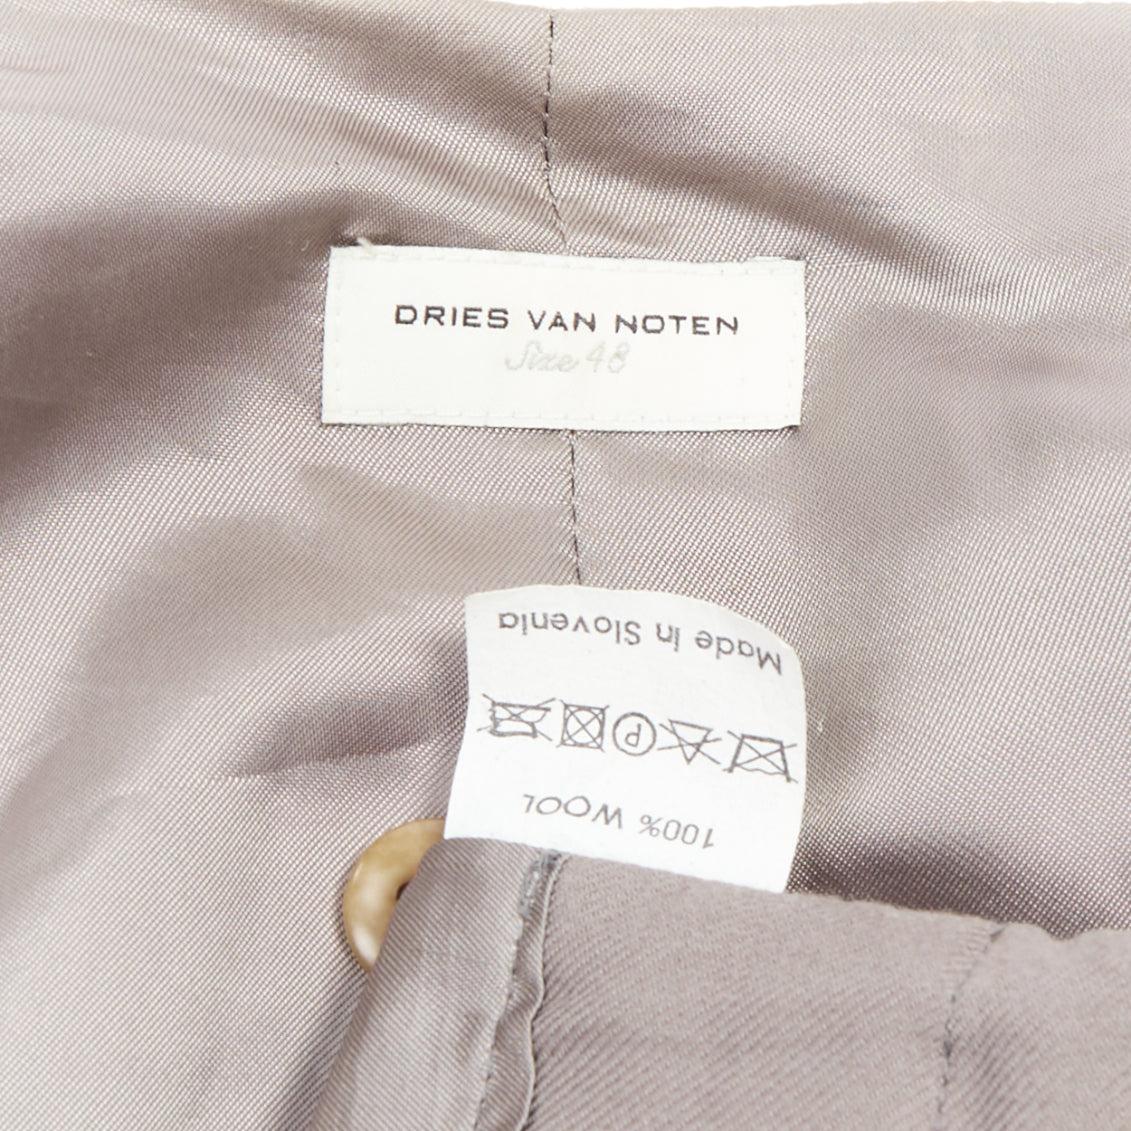 DRIES VAN NOTEN
Size 48
Made in Slovenia
P
100% WOOL